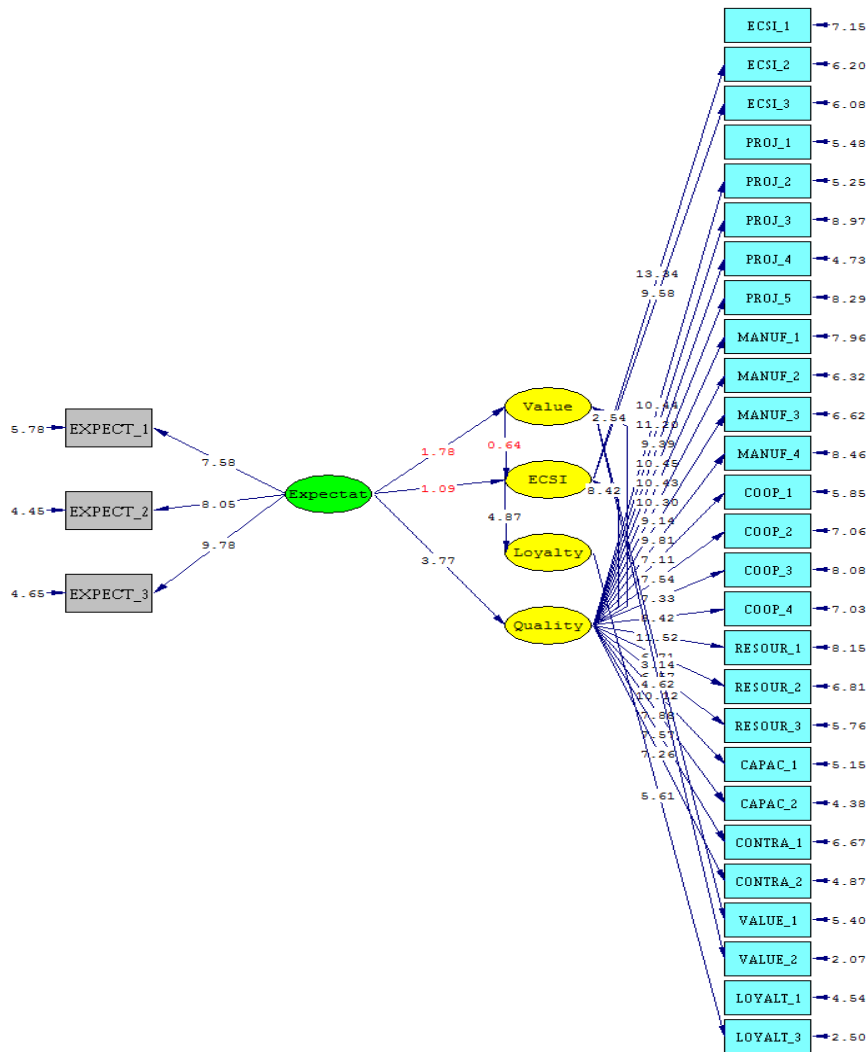 ECSI_1 7.15
ECSI_2 6.20
ECSI_3 6.08
PROJ_1 5.48
PROJ_2 5.25
PROJ_3 8.97
PROJ_4 4.73
PROJ_5 8.29
MANUF_1 7.96
MANUF_2 6.32
MANUF_3 6.62
MANUF_4 8.46
COOP_1 5.85
COOP_2 7.06
COOP_3 8.08
COOP_4 7.03
RESOUR_1 8.15
RESOUR_2 6.81
RESOUR_3 5.76
CAPAC_1 5.15
CAPAC_2 4.38
CONTRA_1 6.67
CONTRA_2 4.87
VALUE_1 5.40
VALUE_2 2.07
LOYALT_1 4.54
LOYALT_3 2.50
5.78 EXPECT_1
4.45 EXPECT_2
4.65 EXPECT_3
7.58
8.05
9.78
Expectat
1.78
1.09
3.77
Value
0.64
ECSI
4.87
Loyalty
Quality
2.54
8.42
13.34
9.58
10.44
11.20
9.39
10.45
10.43
10.30
9.14
9.81
7.11
7.54
7.33
11.52
3.14
4.62
7.57
7.26
5.61